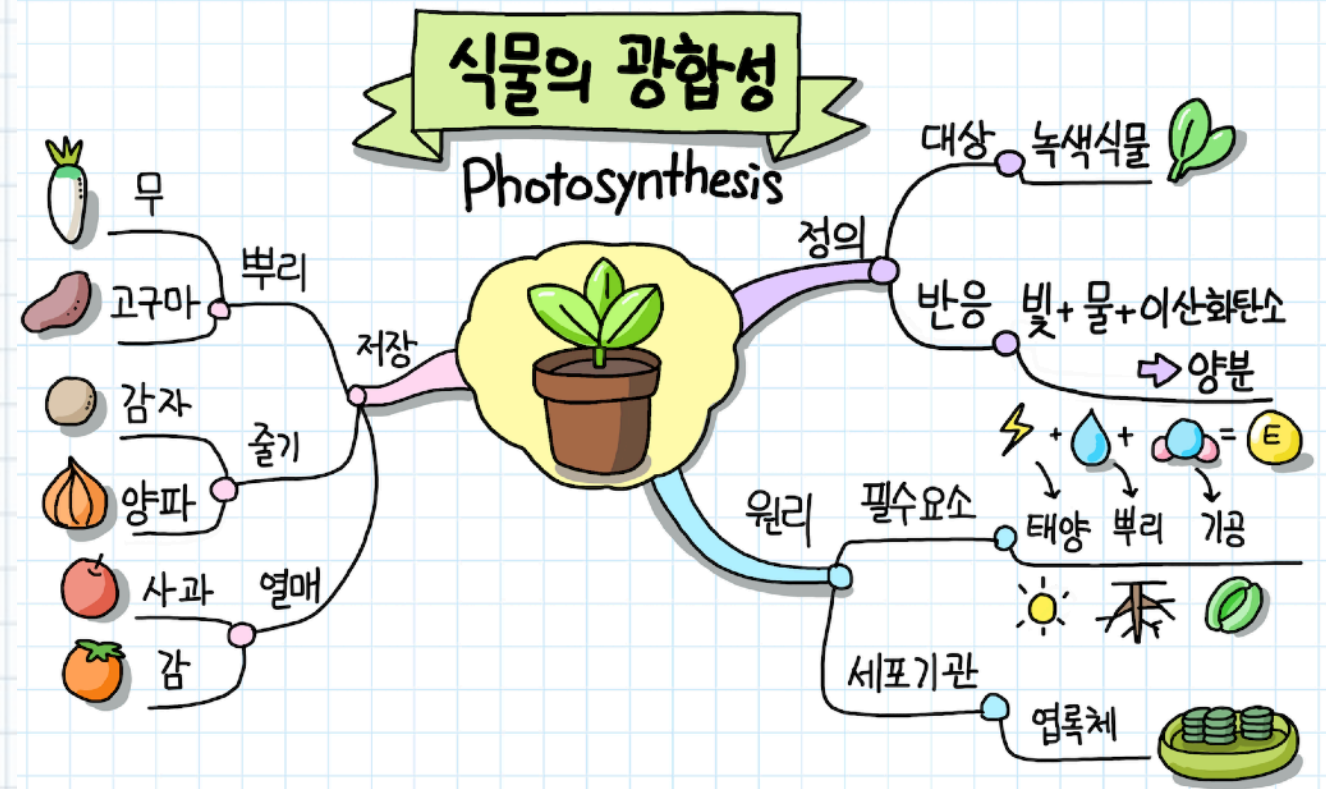 식물의 광합성
Photosynthesis
정의
대상
녹색식물
반응
빛+물+이산화탄소
⇨ 양분
+ + = E
원리
필수요소
태양 뿌리 기공
세포기관
엽록체
저장
뿌리
무
고구마
줄기
감자
양파
열매
사과
감